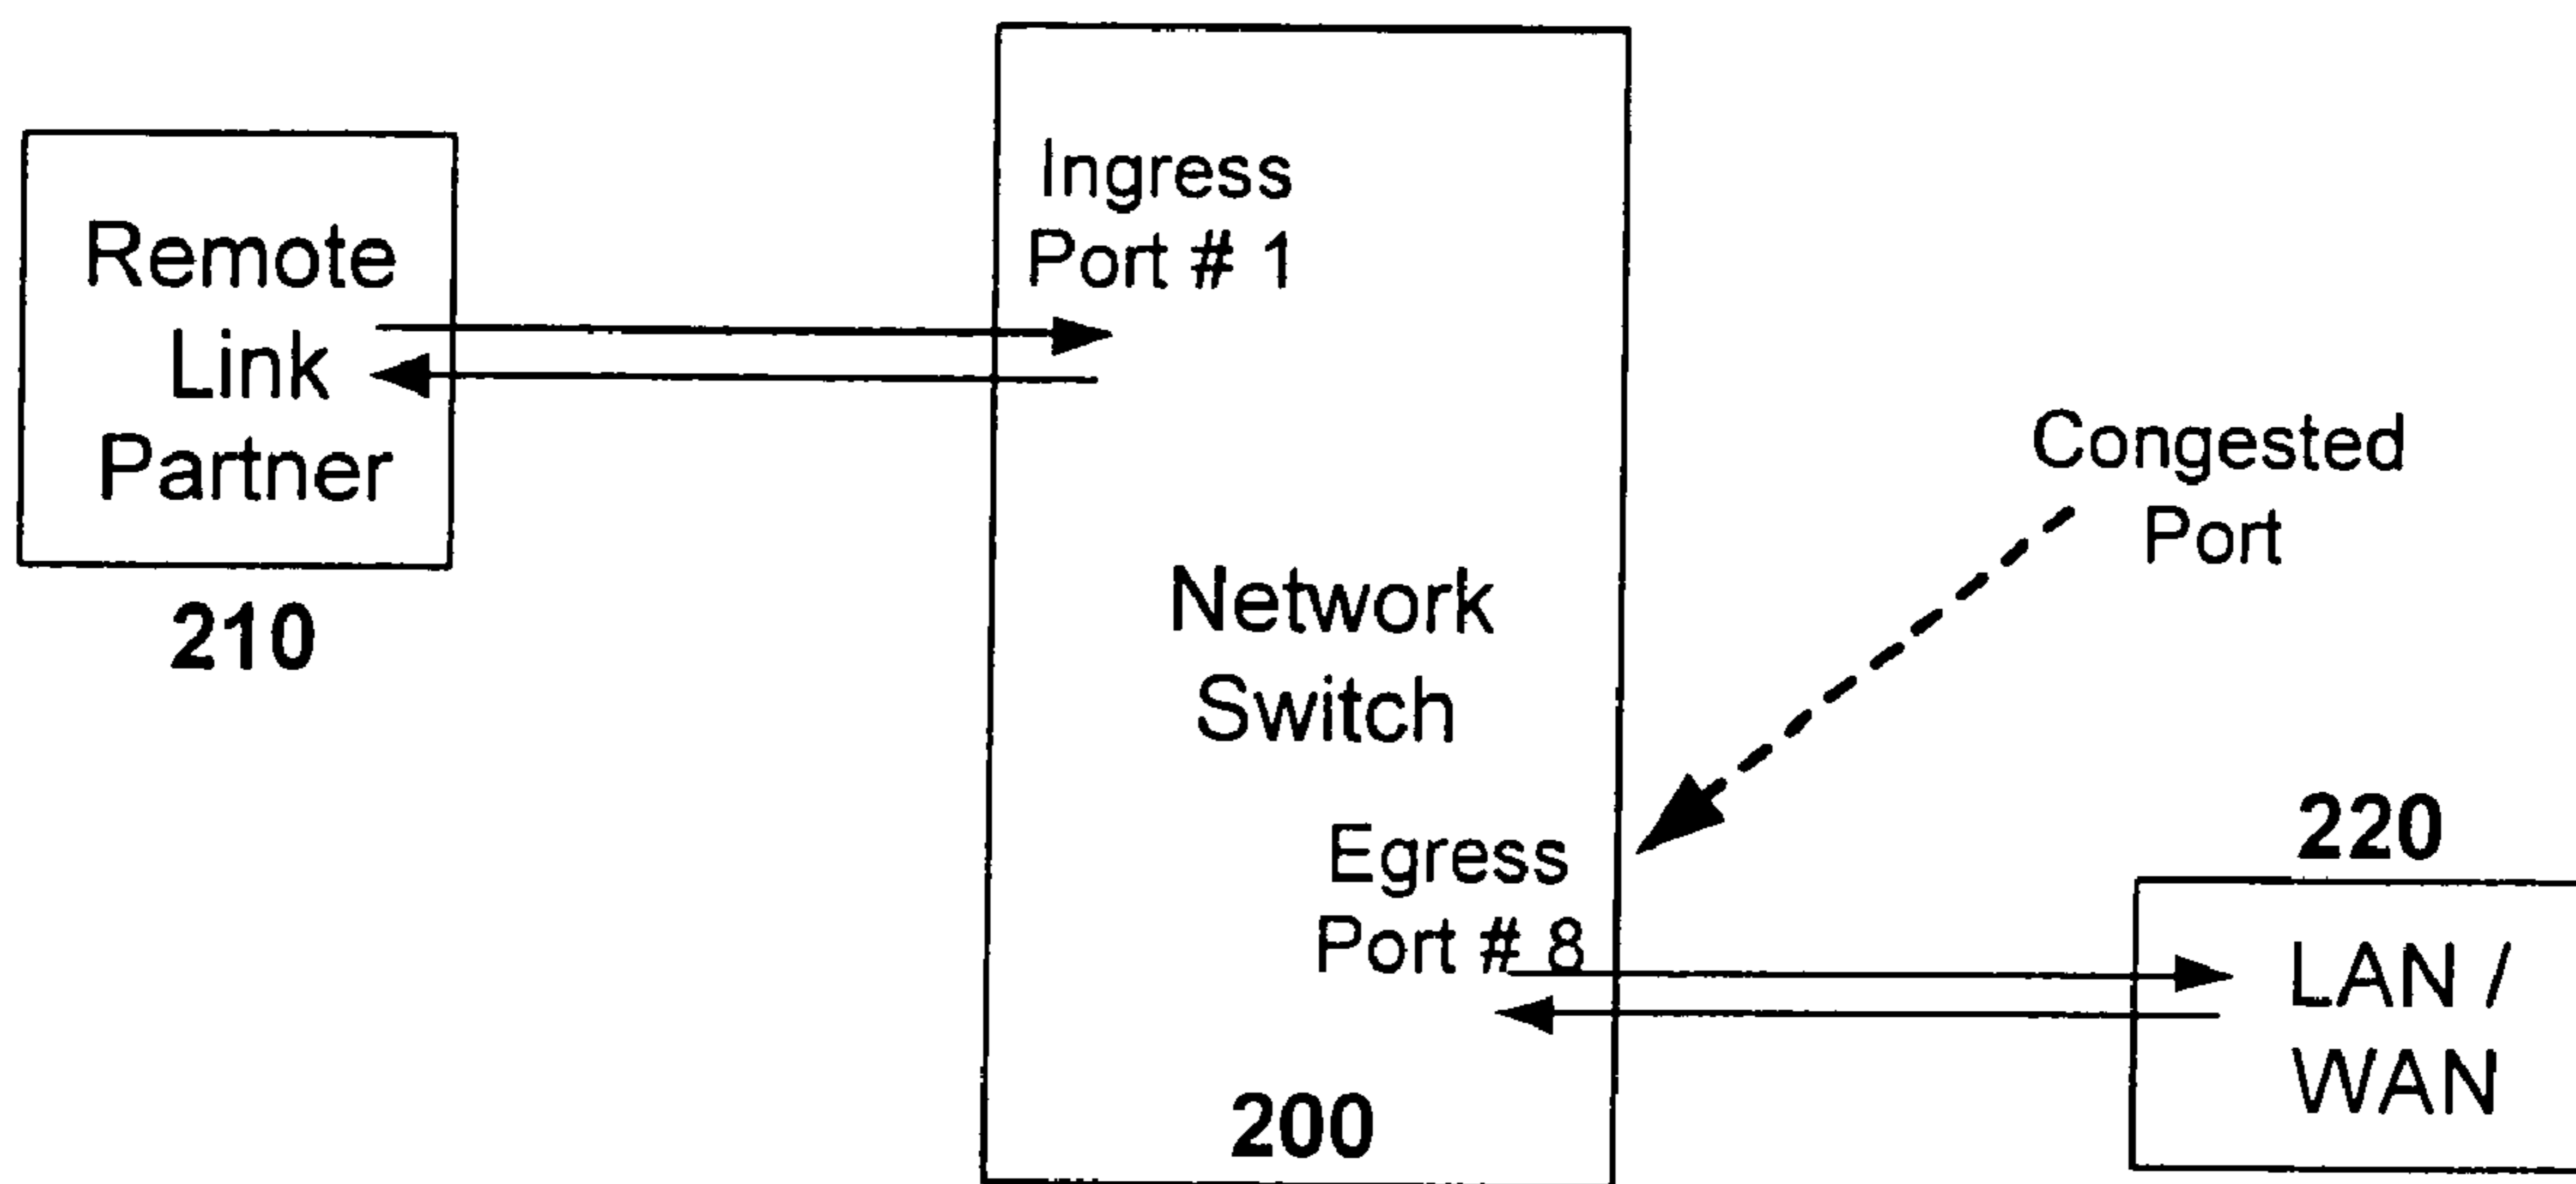 Remote
Link
Partner
210
Ingress
Port # 1
Network
Switch
Egress
Port # 8
200
Congested
Port
220
LAN /
WAN